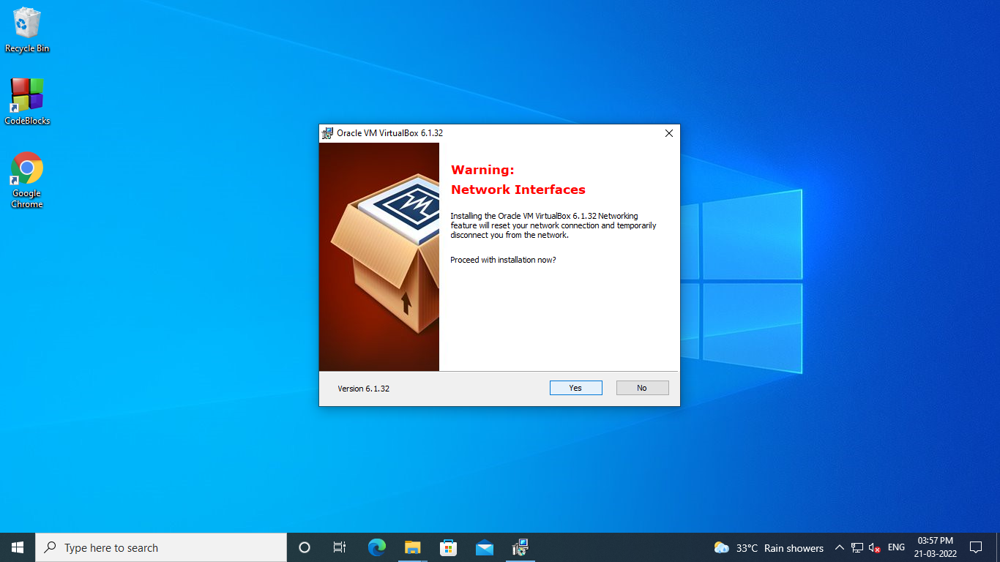 Recycle Bin
CodeBlocks
Google
Chrome
Oracle VM VirtualBox 6.1.32
Warning:
Network Interfaces
Installing the Oracle VM VirtualBox 6.1.32 Networking
feature will reset your network connection and temporarily
disconnect you from the network.
Proceed with installation now?
Version 6.1.32
Yes
No
Type here to search
33°C Rain showers
ENG
03:57 PM
21-03-2022